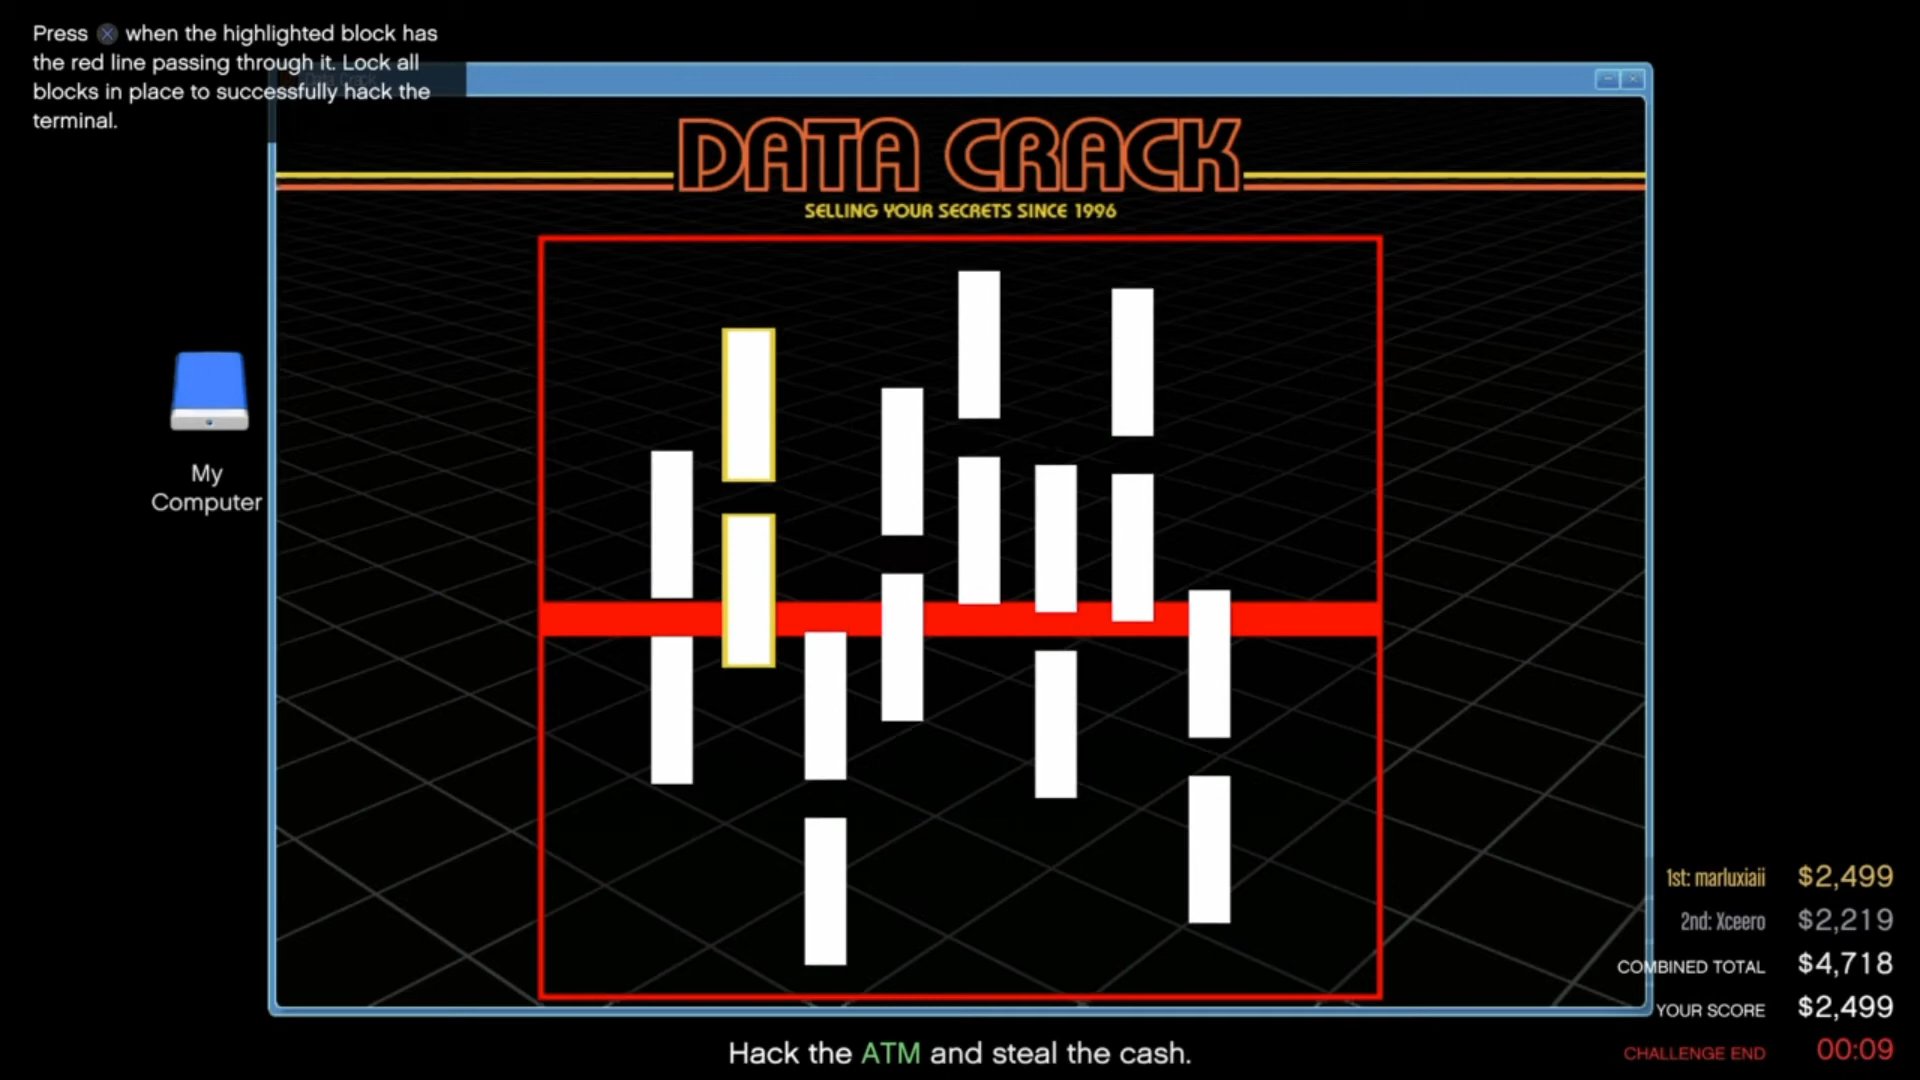 Press ⓧ when the highlighted block has
the red line passing through it. Lock all
blocks in place to successfully hack the
terminal.
Data Crack
DATA CRACK
SELLING YOUR SECRETS SINCE 1996
My
Computer
1st: marluxiaii $2,499
2nd: Xceero $2,219
COMBINED TOTAL $4,718
YOUR SCORE $2,499
CHALLENGE END 00:09
Hack the ATM and steal the cash.